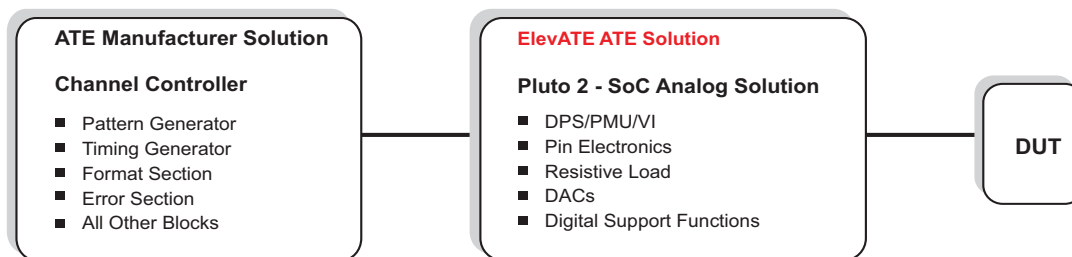 ATE Manufacturer Solution
Channel Controller
■ Pattern Generator
■ Timing Generator
■ Format Section
■ Error Section
■ All Other Blocks
ElevATE ATE Solution
Pluto 2 - SoC Analog Solution
■ DPS/PMU/VI
■ Pin Electronics
■ Resistive Load
■ DACs
■ Digital Support Functions
DUT